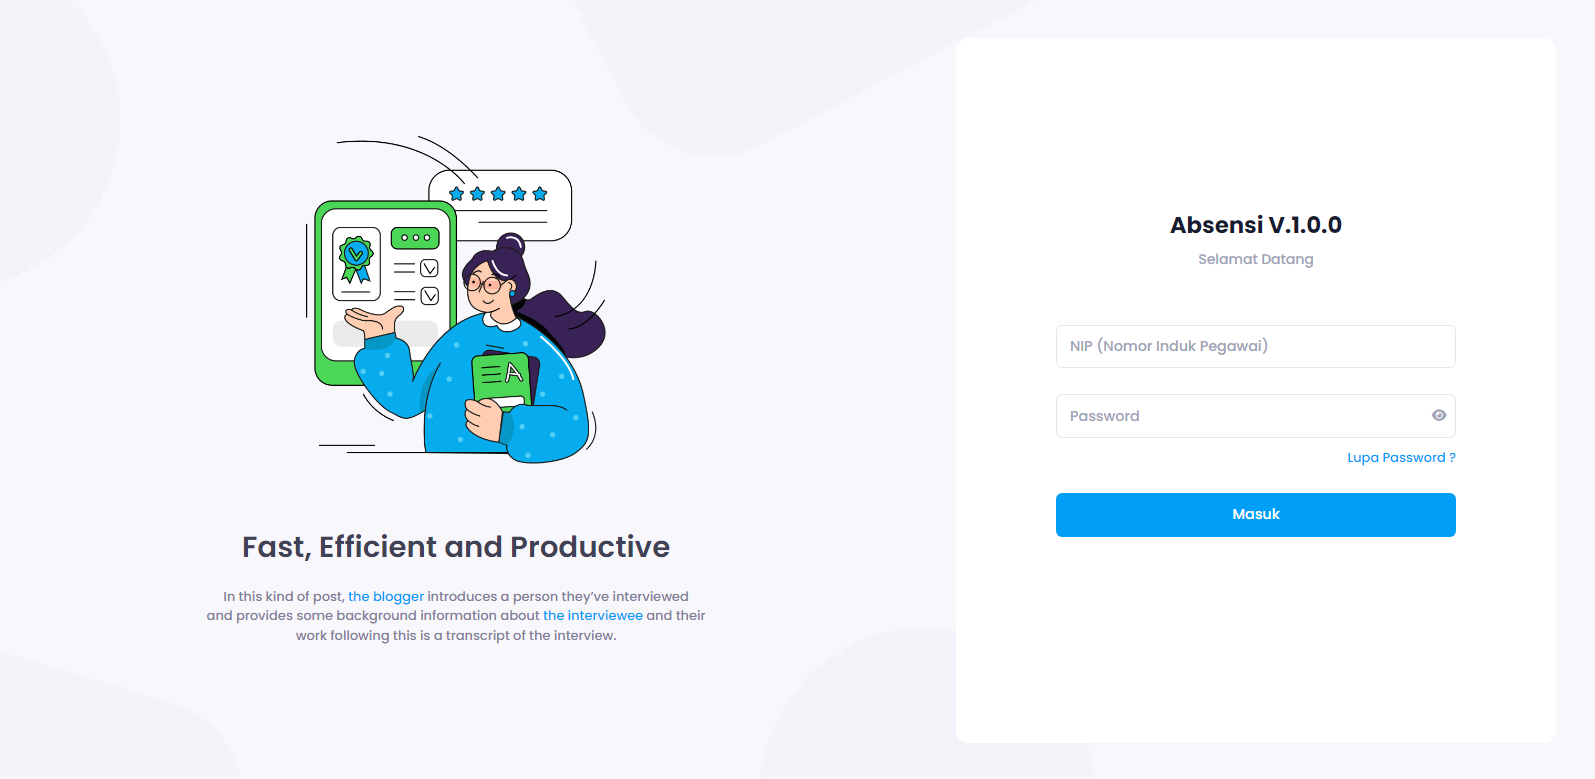 Fast, Efficient and Productive
In this kind of post, the blogger introduces a person they’ve interviewed
and provides some background information about the interviewee and their
work following this is a transcript of the interview.
Absensi V.1.0.0
Selamat Datang
NIP (Nomor Induk Pegawai)
Password
Lupa Password ?
Masuk
A